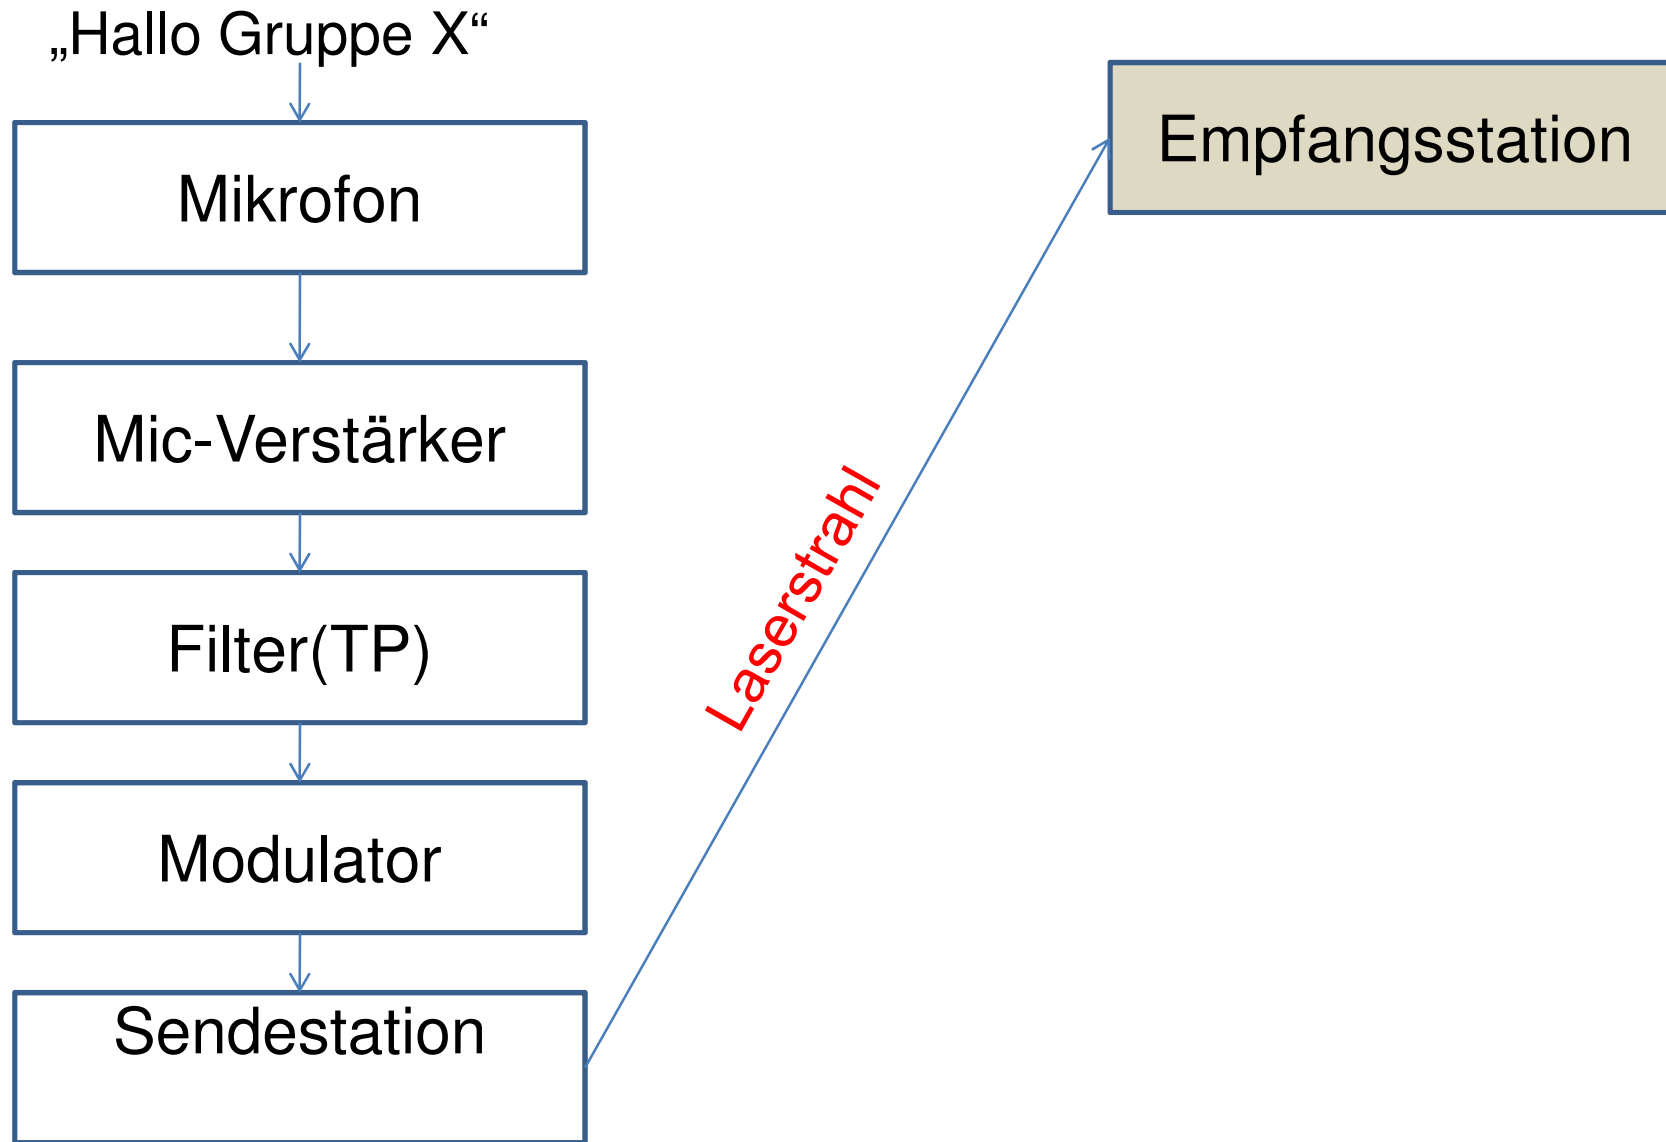 „Hallo Gruppe X“
Mikrofon
Mic-Verstärker
Filter(TP)
Modulator
Sendestation
Laserstrahl
Empfangsstation